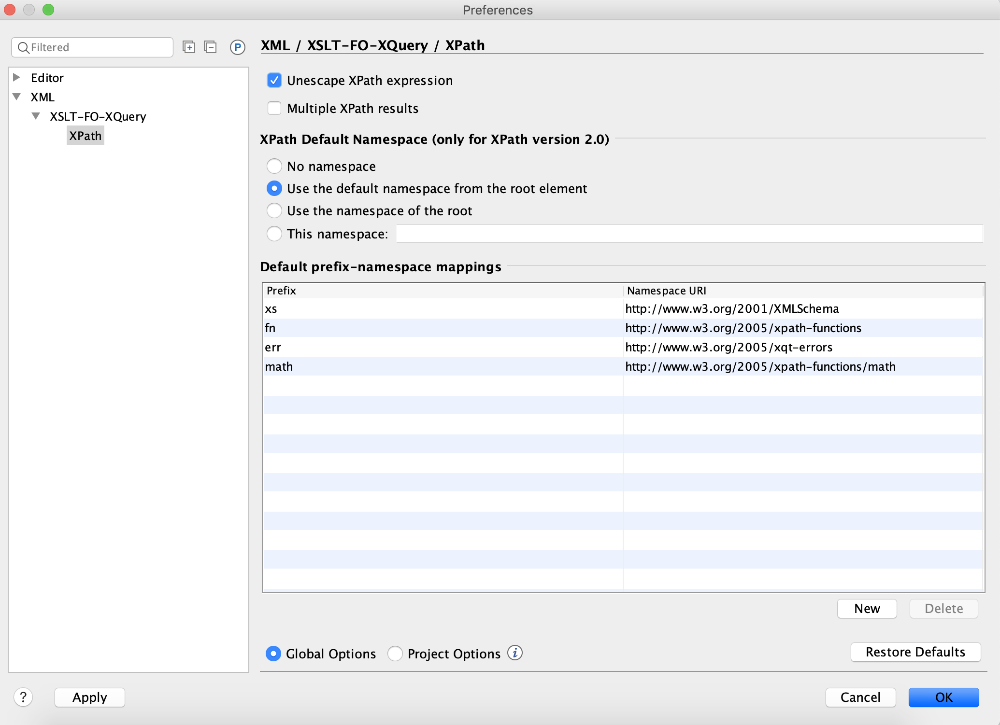 Preferences
Filtered
P
Editor
XML
XSLT-FO-XQuery
XPath
XML / XSLT-FO-XQuery / XPath
Unescape XPath expression
Multiple XPath results
XPath Default Namespace (only for XPath version 2.0)
No namespace
Use the default namespace from the root element
Use the namespace of the root
This namespace:
Default prefix-namespace mappings
Prefix Namespace URI
xs http://www.w3.org/2001/XMLSchema
fn http://www.w3.org/2005/xpath-functions
err http://www.w3.org/2005/xqt-errors
math http://www.w3.org/2005/xpath-functions/math
New Delete
Global Options Project Options i Restore Defaults
? Apply Cancel OK